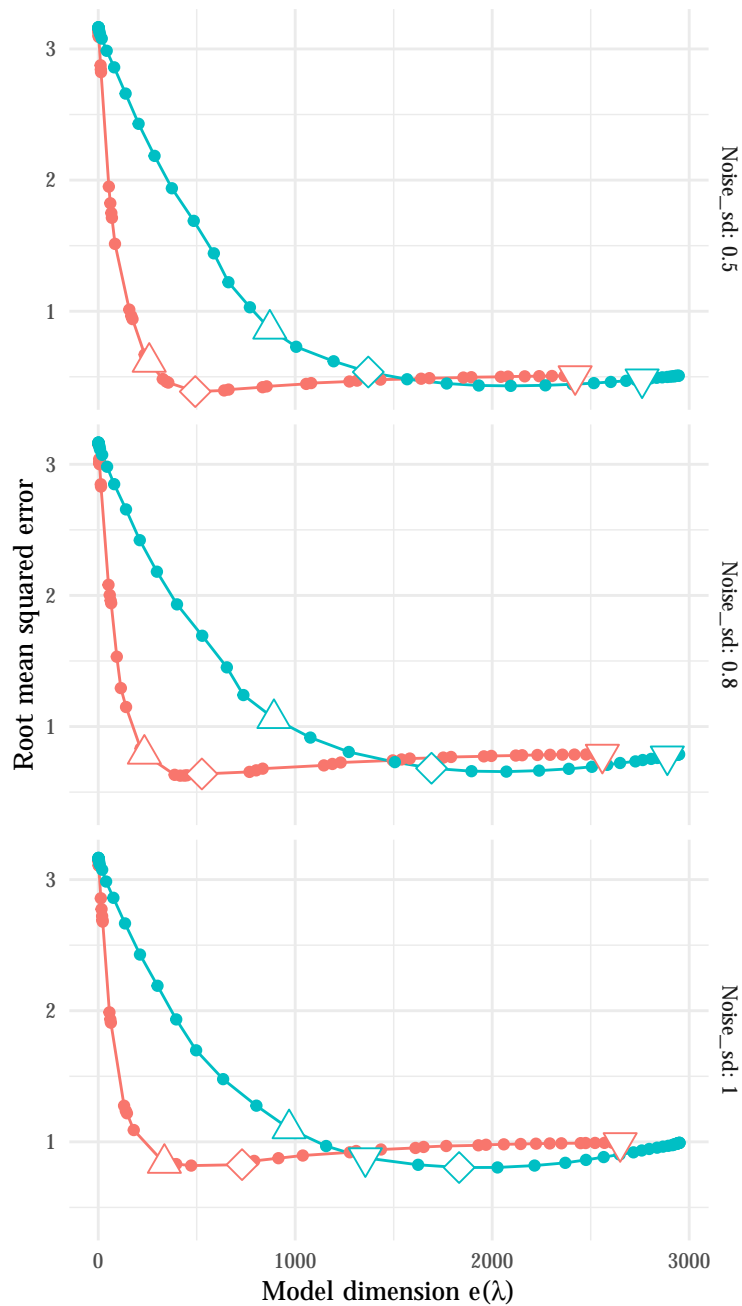 3
2
1
Noise_sd: 0.5
3
2
1
Noise_sd: 0.8
Root mean squared error
3
2
1
Noise_sd: 1
0 1000 2000 3000
Model dimension e(λ)